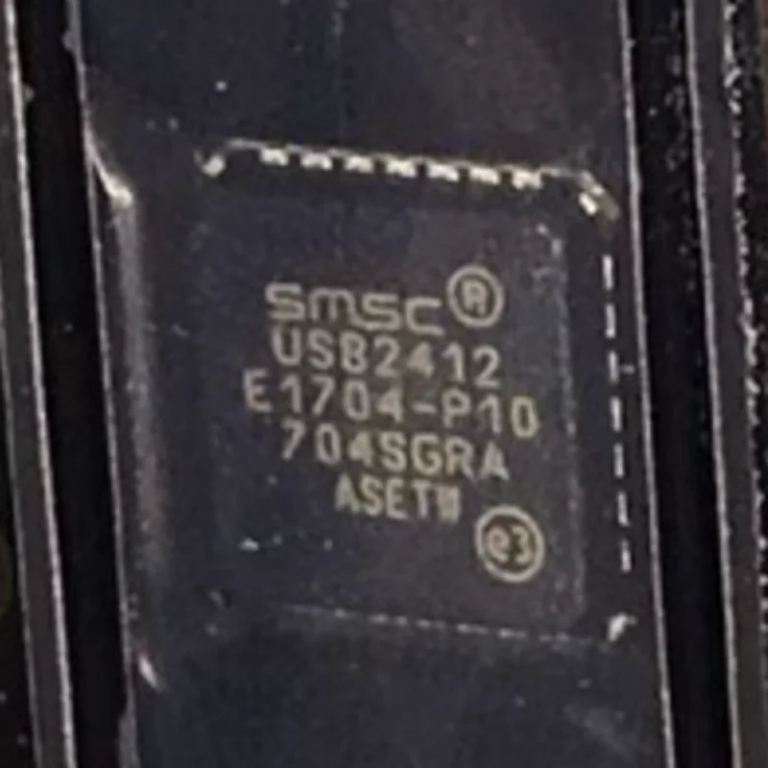 SMSC®
USB2412
E1704-P10
704SGRA
ASETW
e3